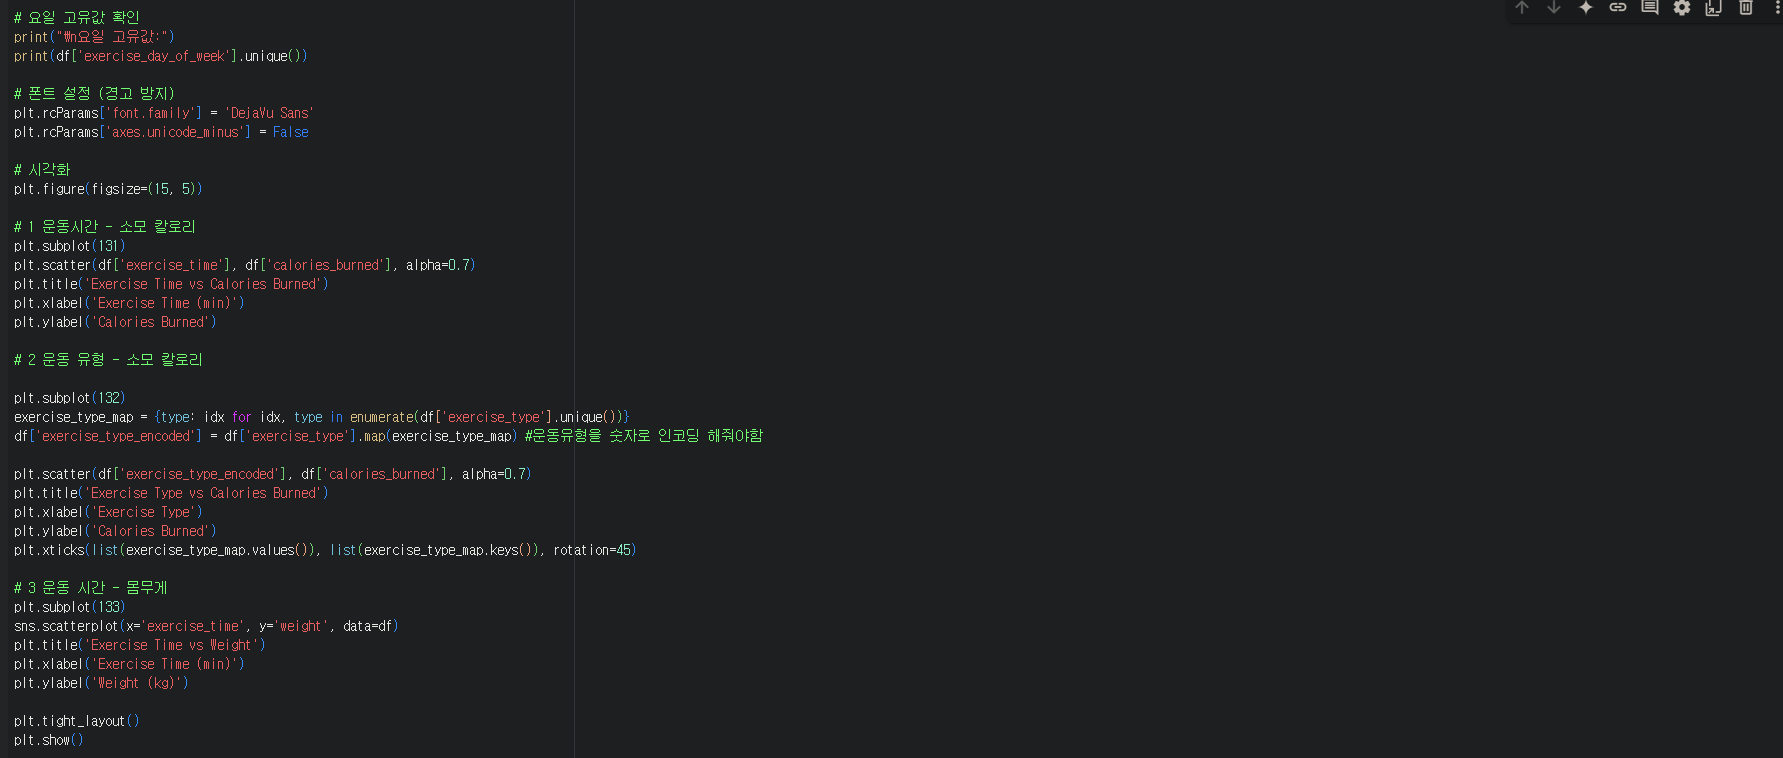 # 요일 고유값 확인
print("₩n요일 고유값:")
print(df['exercise_day_of_week'].unique())
# 폰트 설정 (경고 방지)
plt.rcParams['font.family'] = 'DejaVu Sans'
plt.rcParams['axes.unicode_minus'] = False
# 시각화
plt.figure(figsize=(15, 5))
# 1 운동시간 - 소모 칼로리
plt.subplot(131)
plt.scatter(df['exercise_time'], df['calories_burned'], alpha=0.7)
plt.title('Exercise Time vs Calories Burned')
plt.xlabel('Exercise Time (min)')
plt.ylabel('Calories Burned')
# 2 운동 유형 - 소모 칼로리
plt.subplot(132)
exercise_type_map = {type: idx for idx, type in enumerate(df['exercise_type'].unique())}
df['exercise_type_encoded'] = df['exercise_type'].map(exercise_type_map) #운동유형을 숫자로 인코딩 해줘야함
plt.scatter(df['exercise_type_encoded'], df['calories_burned'], alpha=0.7)
plt.title('Exercise Type vs Calories Burned')
plt.xlabel('Exercise Type')
plt.ylabel('Calories Burned')
plt.xticks(list(exercise_type_map.values()), list(exercise_type_map.keys()), rotation=45)
# 3 운동 시간 - 몸무게
plt.subplot(133)
sns.scatterplot(x='exercise_time', y='weight', data=df)
plt.title('Exercise Time vs Weight')
plt.xlabel('Exercise Time (min)')
plt.ylabel('Weight (kg)')
plt.tight_layout()
plt.show()